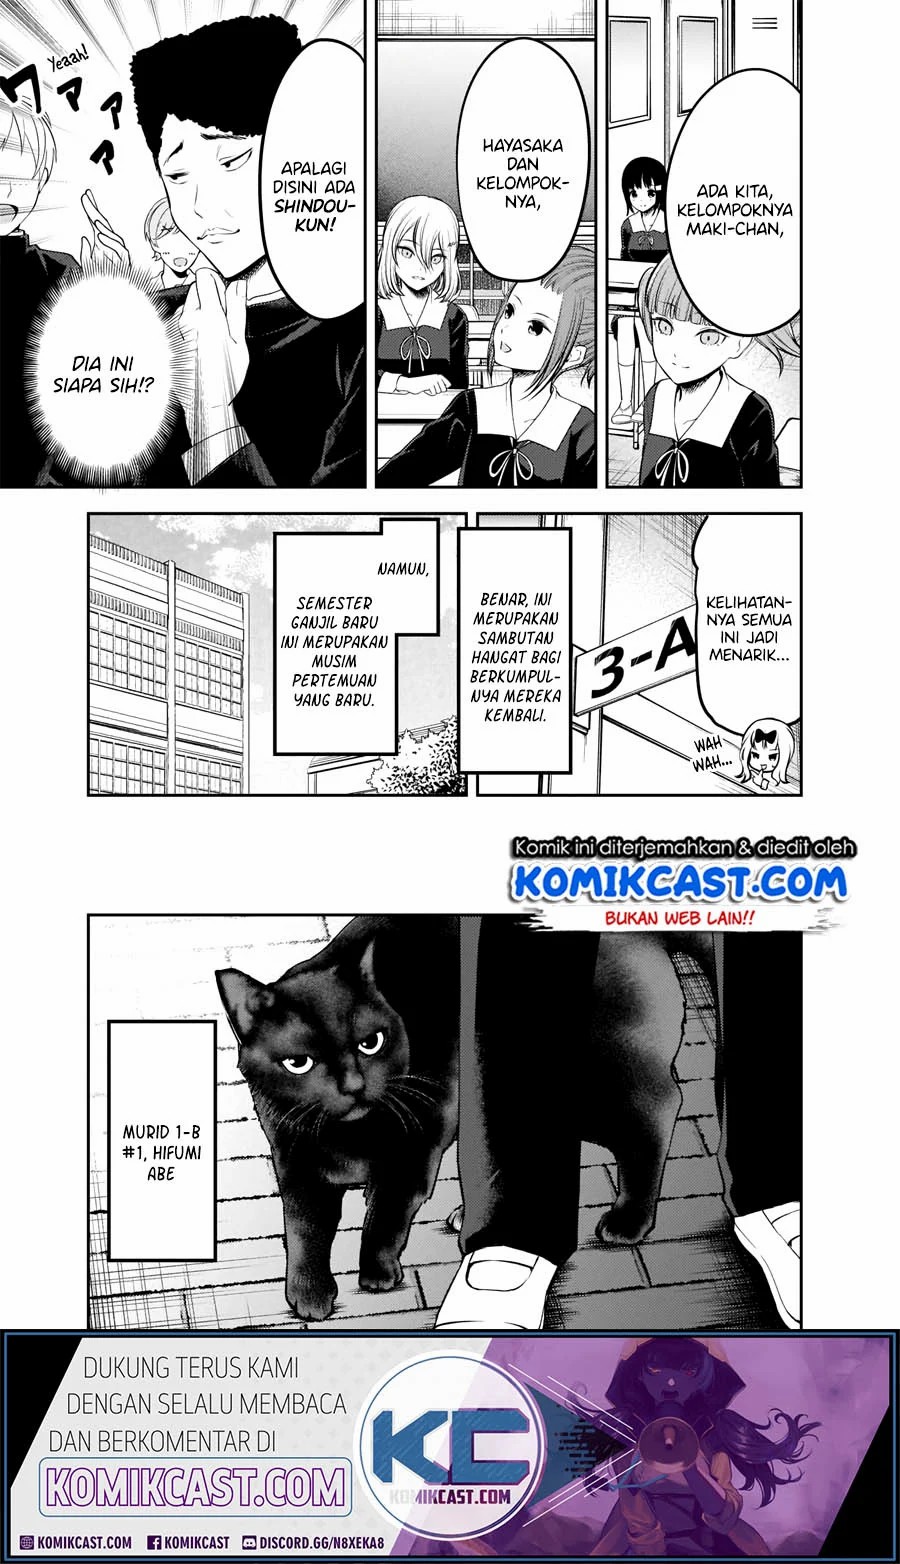 ADA KITA,
KELOMPOKNYA
MAKI-CHAN,
HAYASAKA
DAN
KELOMPOK-
NYA,
APALAGI
DISINI ADA
SHINDOU-
KUN!
Yeaah!
ワァァァ
DIA INI
SIAPA SIH!?
KELIHATAN-
NYA SEMUA
INI JADI
MENARIK...
3-A
WAH
WAH...
BENAR, INI
MERUPAKAN
SAMBUTAN
HANGAT BAGI
BERKUMPUL-
NYA MEREKA
KEMBALI.
NAMUN,
SEMESTER
GANJIL BARU
INI MERUPAKAN
MUSIM
PERTEMUAN
YANG BARU.
Komik ini diterjemahkan & diedit oleh
KOMIKCAST.COM
BUKAN WEB LAIN!!
MURID 1-B
#1, HIFUMI
ABE
DUKUNG TERUS KAMI
DENGAN SELALU MEMBACA
DAN BERKOMENTAR DI
KOMIKCAST.COM
KC
KOMIKCAST.COM
KOMIKCAST.COM KOMIKCAST DISCORD.GG/N8XEKA8